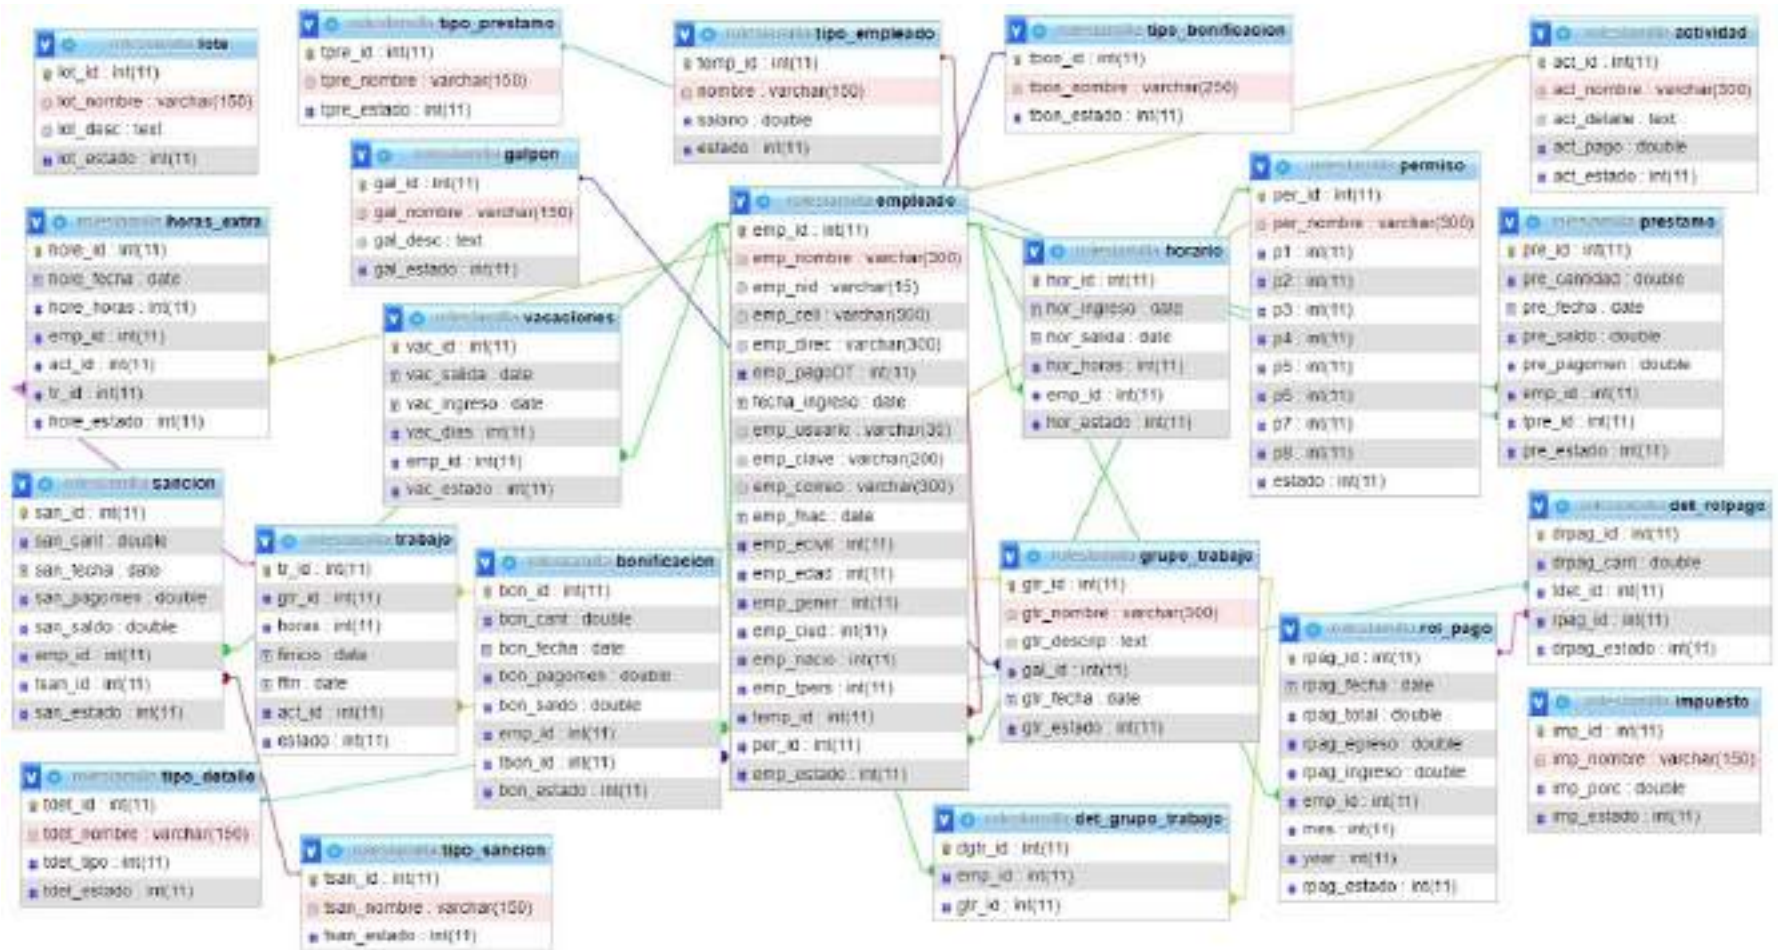 lote
lot_id : int(11)
lot_nombre : varchar(150)
lot_desc : text
lot_estado : int(11)
tipo_prestamo
tpre_id : int(11)
tpre_nombre : varchar(150)
tpre_estado : int(11)
tipo_empleado
temp_id : int(11)
nombre : varchar(150)
salario : double
estado : int(11)
tipo_bonificacion
tbon_id : int(11)
tbon_nombre : varchar(250)
tbon_estado : int(11)
actividad
act_id : int(11)
act_nombre : varchar(300)
act_detalle : text
act_pago : double
act_estado : int(11)
galpon
gal_id : int(11)
gal_nombre : varchar(150)
gal_desc : text
gal_estado : int(11)
permiso
per_id : int(11)
per_nombre : varchar(300)
p1 : int(11)
p2 : int(11)
p3 : int(11)
p4 : int(11)
p5 : int(11)
p6 : int(11)
p7 : int(11)
p8 : int(11)
estado : int(11)
empleado
emp_id : int(11)
emp_nombre : varchar(300)
emp_nid : varchar(15)
emp_cell : varchar(300)
emp_direc : varchar(300)
emp_pagoDT : int(11)
fecha_ingreso : date
emp_usuario : varchar(30)
emp_clave : varchar(200)
emp_correo : varchar(300)
emp_fnac : date
emp_ecivil : int(11)
emp_edad : int(11)
emp_gener : int(11)
emp_ciud : int(11)
emp_nacio : int(11)
emp_tpers : int(11)
temp_id : int(11)
per_id : int(11)
emp_estado : int(11)
horas_extra
hore_id : int(11)
hore_fecha : date
hore_horas : int(11)
emp_id : int(11)
act_id : int(11)
tr_id : int(11)
hore_estado : int(11)
prestamo
pre_id : int(11)
pre_cantidad : double
pre_fecha : date
pre_saldo : double
pre_pagomen : double
emp_id : int(11)
tpre_id : int(11)
pre_estado : int(11)
horario
hor_id : int(11)
hor_ingreso : date
hor_salida : date
hor_horas : int(11)
emp_id : int(11)
hor_estado : int(11)
vacaciones
vac_id : int(11)
vac_salida : date
vac_ingreso : date
vac_dias : int(11)
emp_id : int(11)
vac_estado : int(11)
sancion
san_id : int(11)
san_cant : double
san_fecha : date
san_pagomen : double
san_saldo : double
emp_id : int(11)
tsan_id : int(11)
san_estado : int(11)
trabajo
tr_id : int(11)
gtr_id : int(11)
horas : int(11)
finicio : date
ffin : date
act_id : int(11)
estado : int(11)
bonificacion
bon_id : int(11)
bon_cant : double
bon_fecha : date
bon_pagomen : double
bon_saldo : double
emp_id : int(11)
tbon_id : int(11)
bon_estado : int(11)
grupo_trabajo
gtr_id : int(11)
gtr_nombre : varchar(300)
gtr_descrip : text
gal_id : int(11)
gtr_fecha : date
gtr_estado : int(11)
det_rolpago
drpag_id : int(11)
drpag_cant : double
tdet_id : int(11)
rpag_id : int(11)
drpag_estado : int(11)
rol_pago
rpag_id : int(11)
rpag_fecha : date
rpag_total : double
rpag_egreso : double
rpag_ingreso : double
emp_id : int(11)
mes : int(11)
year : int(11)
rpag_estado : int(11)
impuesto
imp_id : int(11)
imp_nombre : varchar(150)
imp_porc : double
imp_estado : int(11)
tipo_detalle
tdet_id : int(11)
tdet_nombre : varchar(150)
tdet_tipo : int(11)
tdet_estado : int(11)
tipo_sancion
tsan_id : int(11)
tsan_nombre : varchar(150)
tsan_estado : int(11)
det_grupo_trabajo
dgtr_id : int(11)
emp_id : int(11)
gtr_id : int(11)